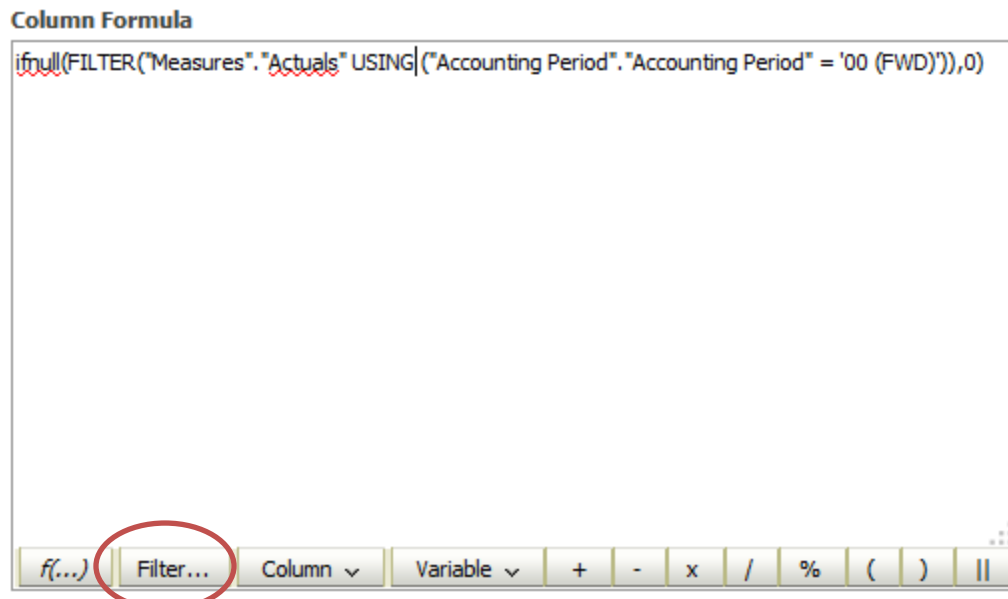 Column Formula
ifnull(FILTER("Measures"."Actuals" USING("Accounting Period"."Accounting Period" = '00 (FWD)')),0)
f(...) Filter... Column Variable + - x / % ( ) ||